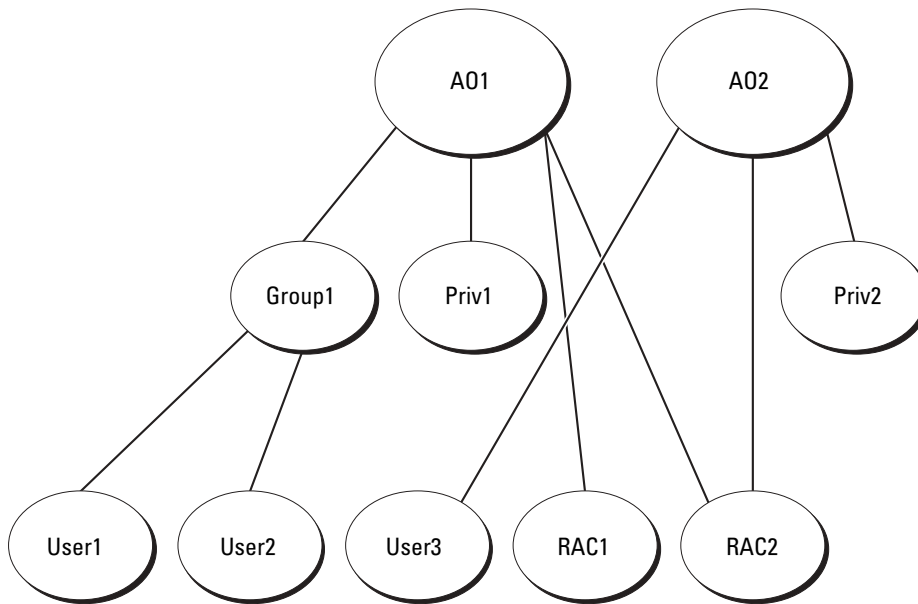 AO1
AO2
Group1
Priv1
Priv2
User1
User2
User3
RAC1
RAC2